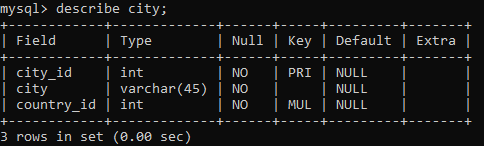 mysql> describe city;
+------------+-------------+------+-----+---------+-------+
| Field      | Type        | Null | Key | Default | Extra |
+------------+-------------+------+-----+---------+-------+
| city_id    | int         | NO   | PRI | NULL    |       |
| city       | varchar(45) | NO   |     | NULL    |       |
| country_id | int         | NO   | MUL | NULL    |       |
+------------+-------------+------+-----+---------+-------+
3 rows in set (0.00 sec)